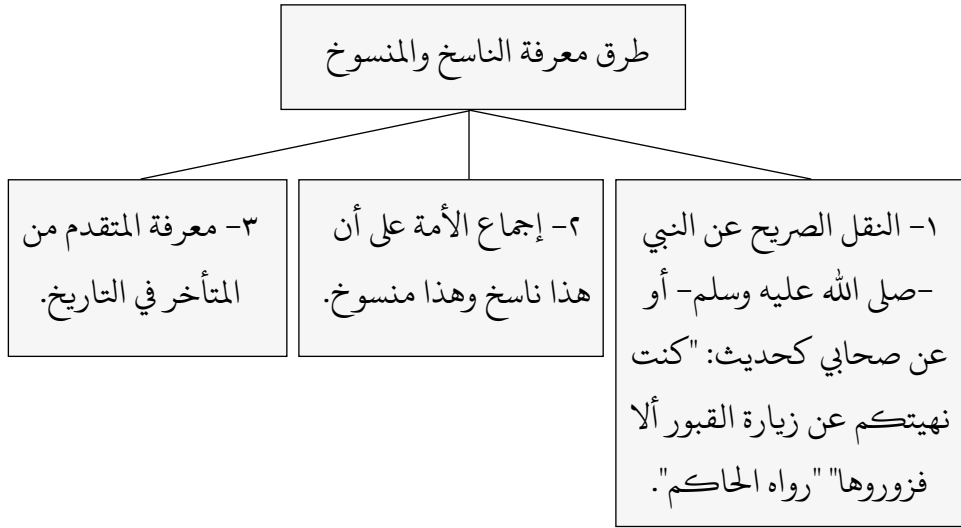 طرق معرفة الناسخ والمنسوخ
١- النقل الصريح عن النبي
-صلى الله عليه وسلم- أو
عن صحابي كحديث: "كنت
نهيتكم عن زيارة القبور ألا
فزوروها" "رواه الحاكم".
٢- إجماع الأمة على أن
هذا ناسخ وهذا منسوخ.
٣- معرفة المتقدم من
المتأخر في التاريخ.